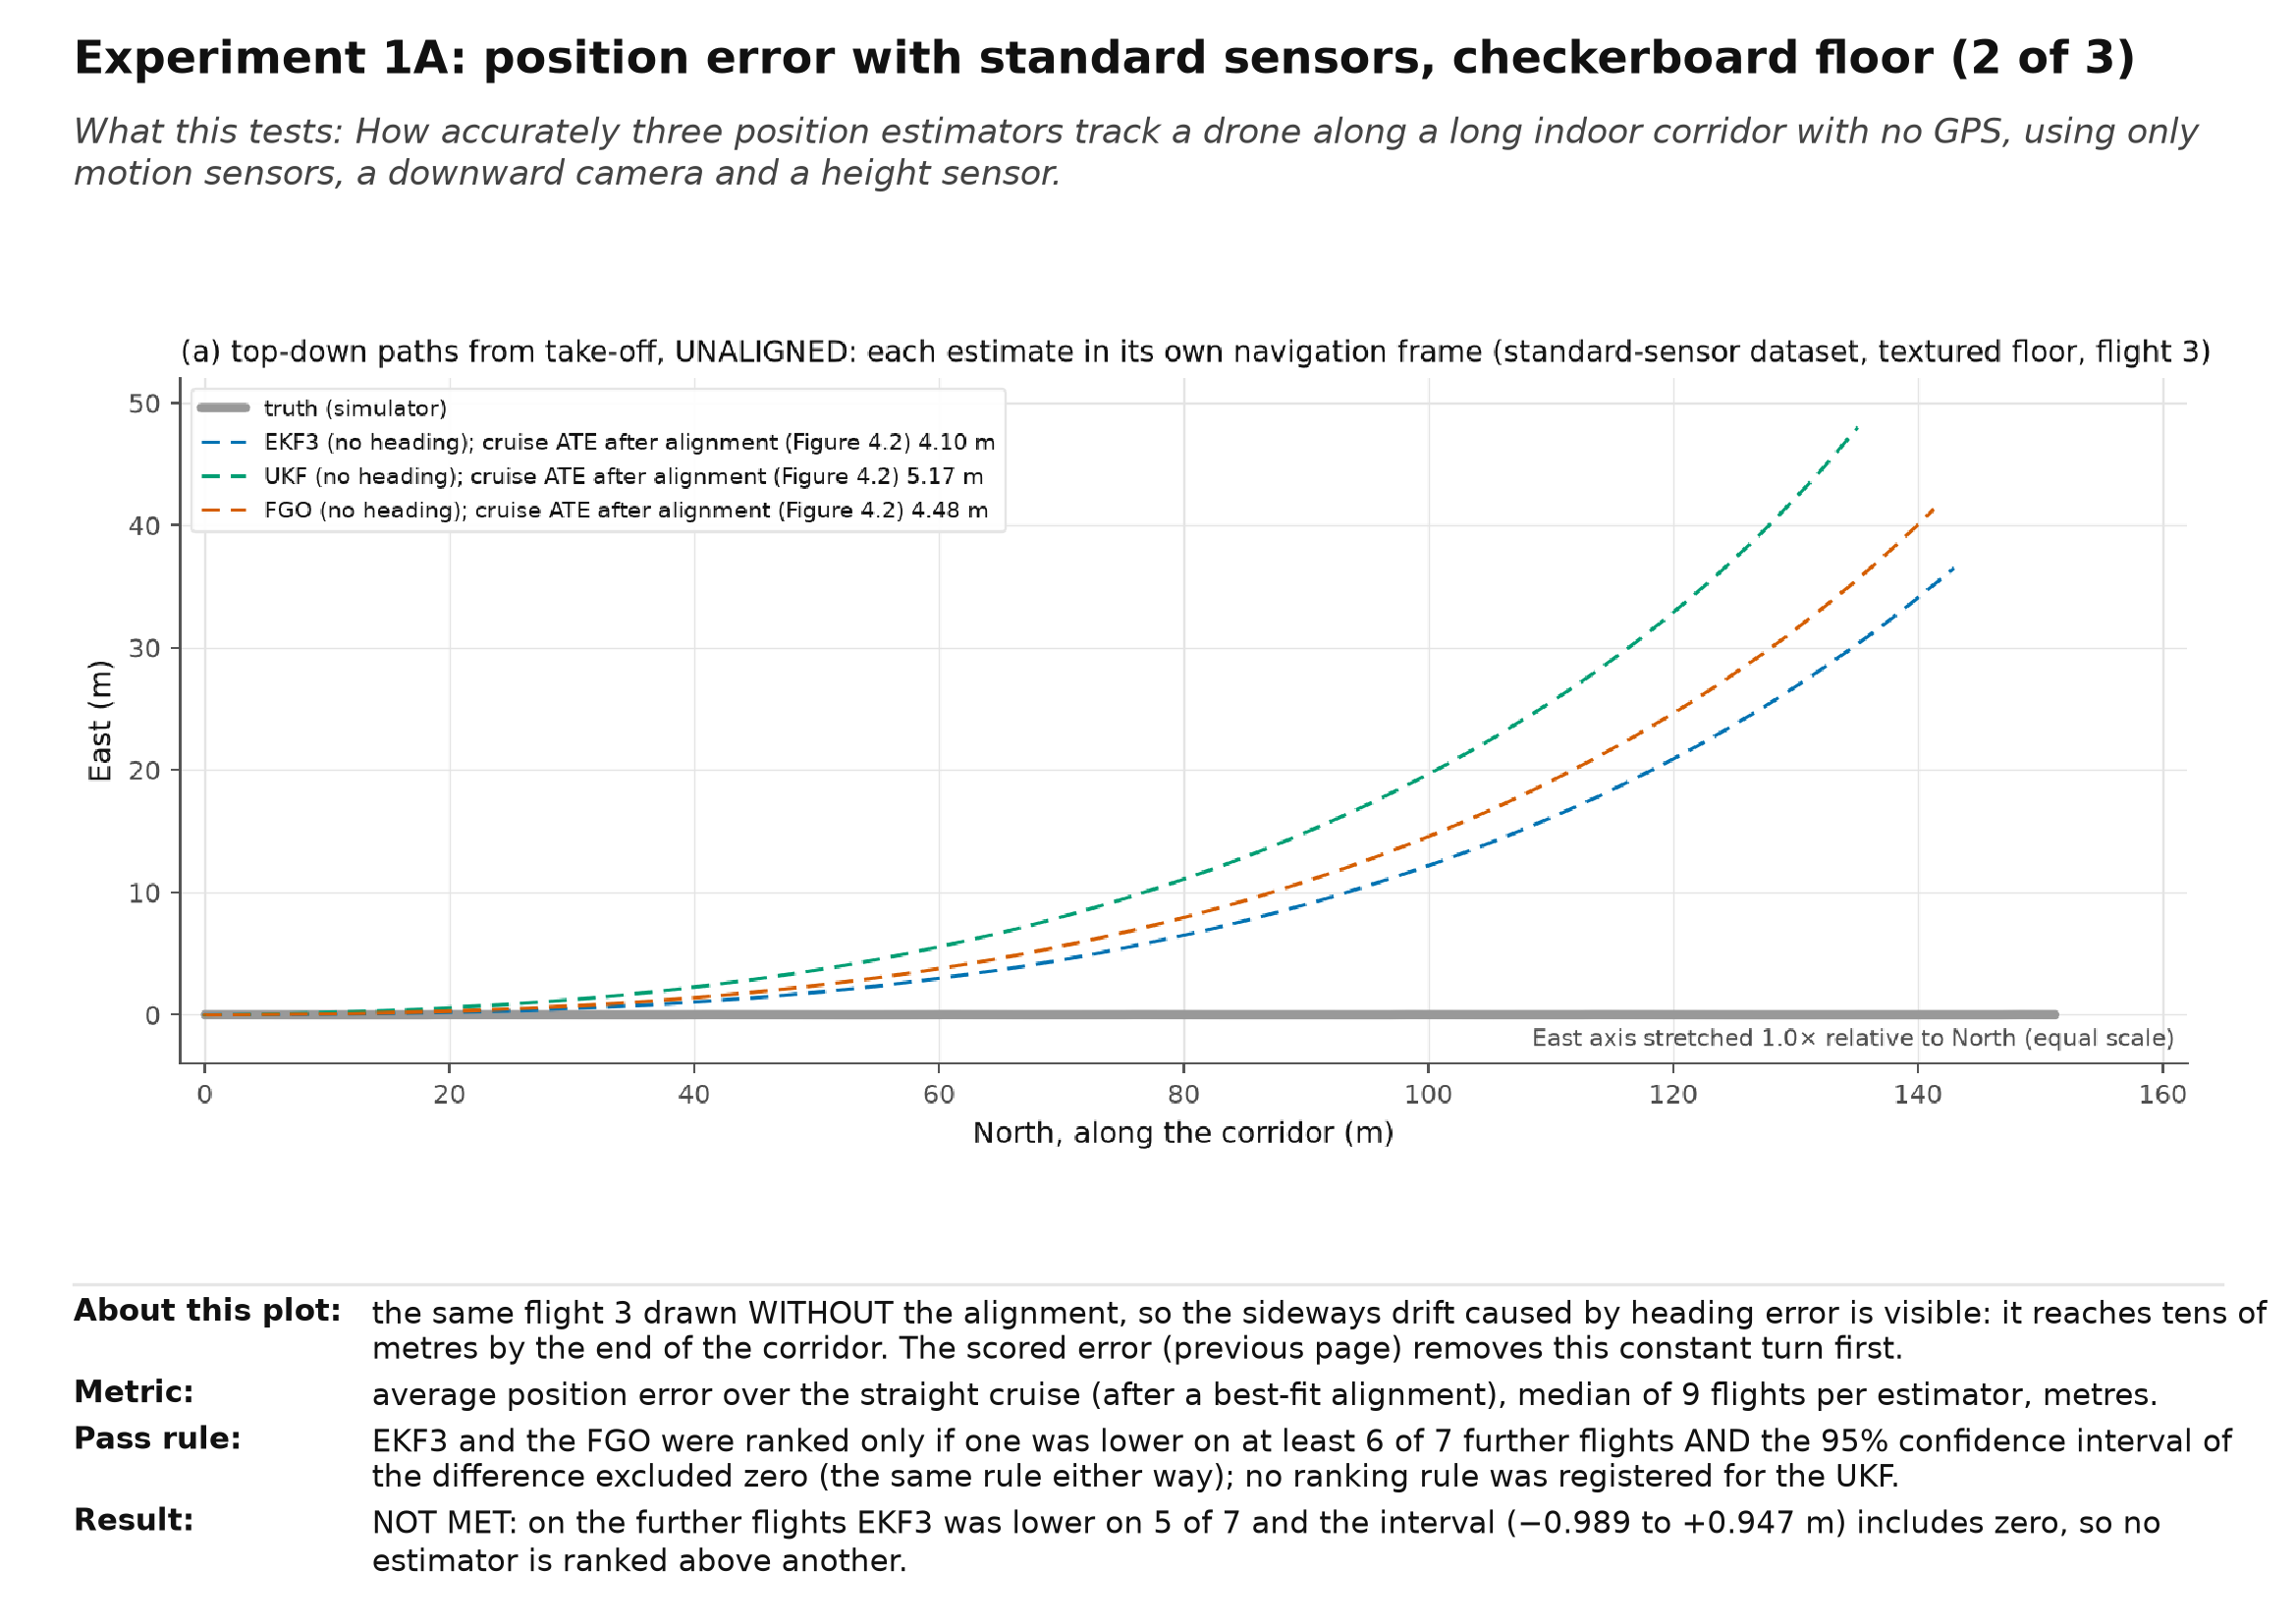 Experiment 1A: position error with standard sensors, checkerboard floor (2 of 3)
What this tests: How accurately three position estimators track a drone along a long indoor corridor with no GPS, using only
motion sensors, a downward camera and a height sensor.
(a) top-down paths from take-off, UNALIGNED: each estimate in its own navigation frame (standard-sensor dataset, textured floor, flight 3)
truth (simulator)
EKF3 (no heading); cruise ATE after alignment (Figure 4.2) 4.10 m
UKF (no heading); cruise ATE after alignment (Figure 4.2) 5.17 m
FGO (no heading); cruise ATE after alignment (Figure 4.2) 4.48 m
50
40
30
20
10
0
East (m)
East axis stretched 1.0× relative to North (equal scale)
0 20 40 60 80 100 120 140 160
North, along the corridor (m)
About this plot: the same flight 3 drawn WITHOUT the alignment, so the sideways drift caused by heading error is visible: it reaches tens of
metres by the end of the corridor. The scored error (previous page) removes this constant turn first.
Metric: average position error over the straight cruise (after a best-fit alignment), median of 9 flights per estimator, metres.
Pass rule: EKF3 and the FGO were ranked only if one was lower on at least 6 of 7 further flights AND the 95% confidence interval of
the difference excluded zero (the same rule either way); no ranking rule was registered for the UKF.
Result: NOT MET: on the further flights EKF3 was lower on 5 of 7 and the interval (−0.989 to +0.947 m) includes zero, so no
estimator is ranked above another.